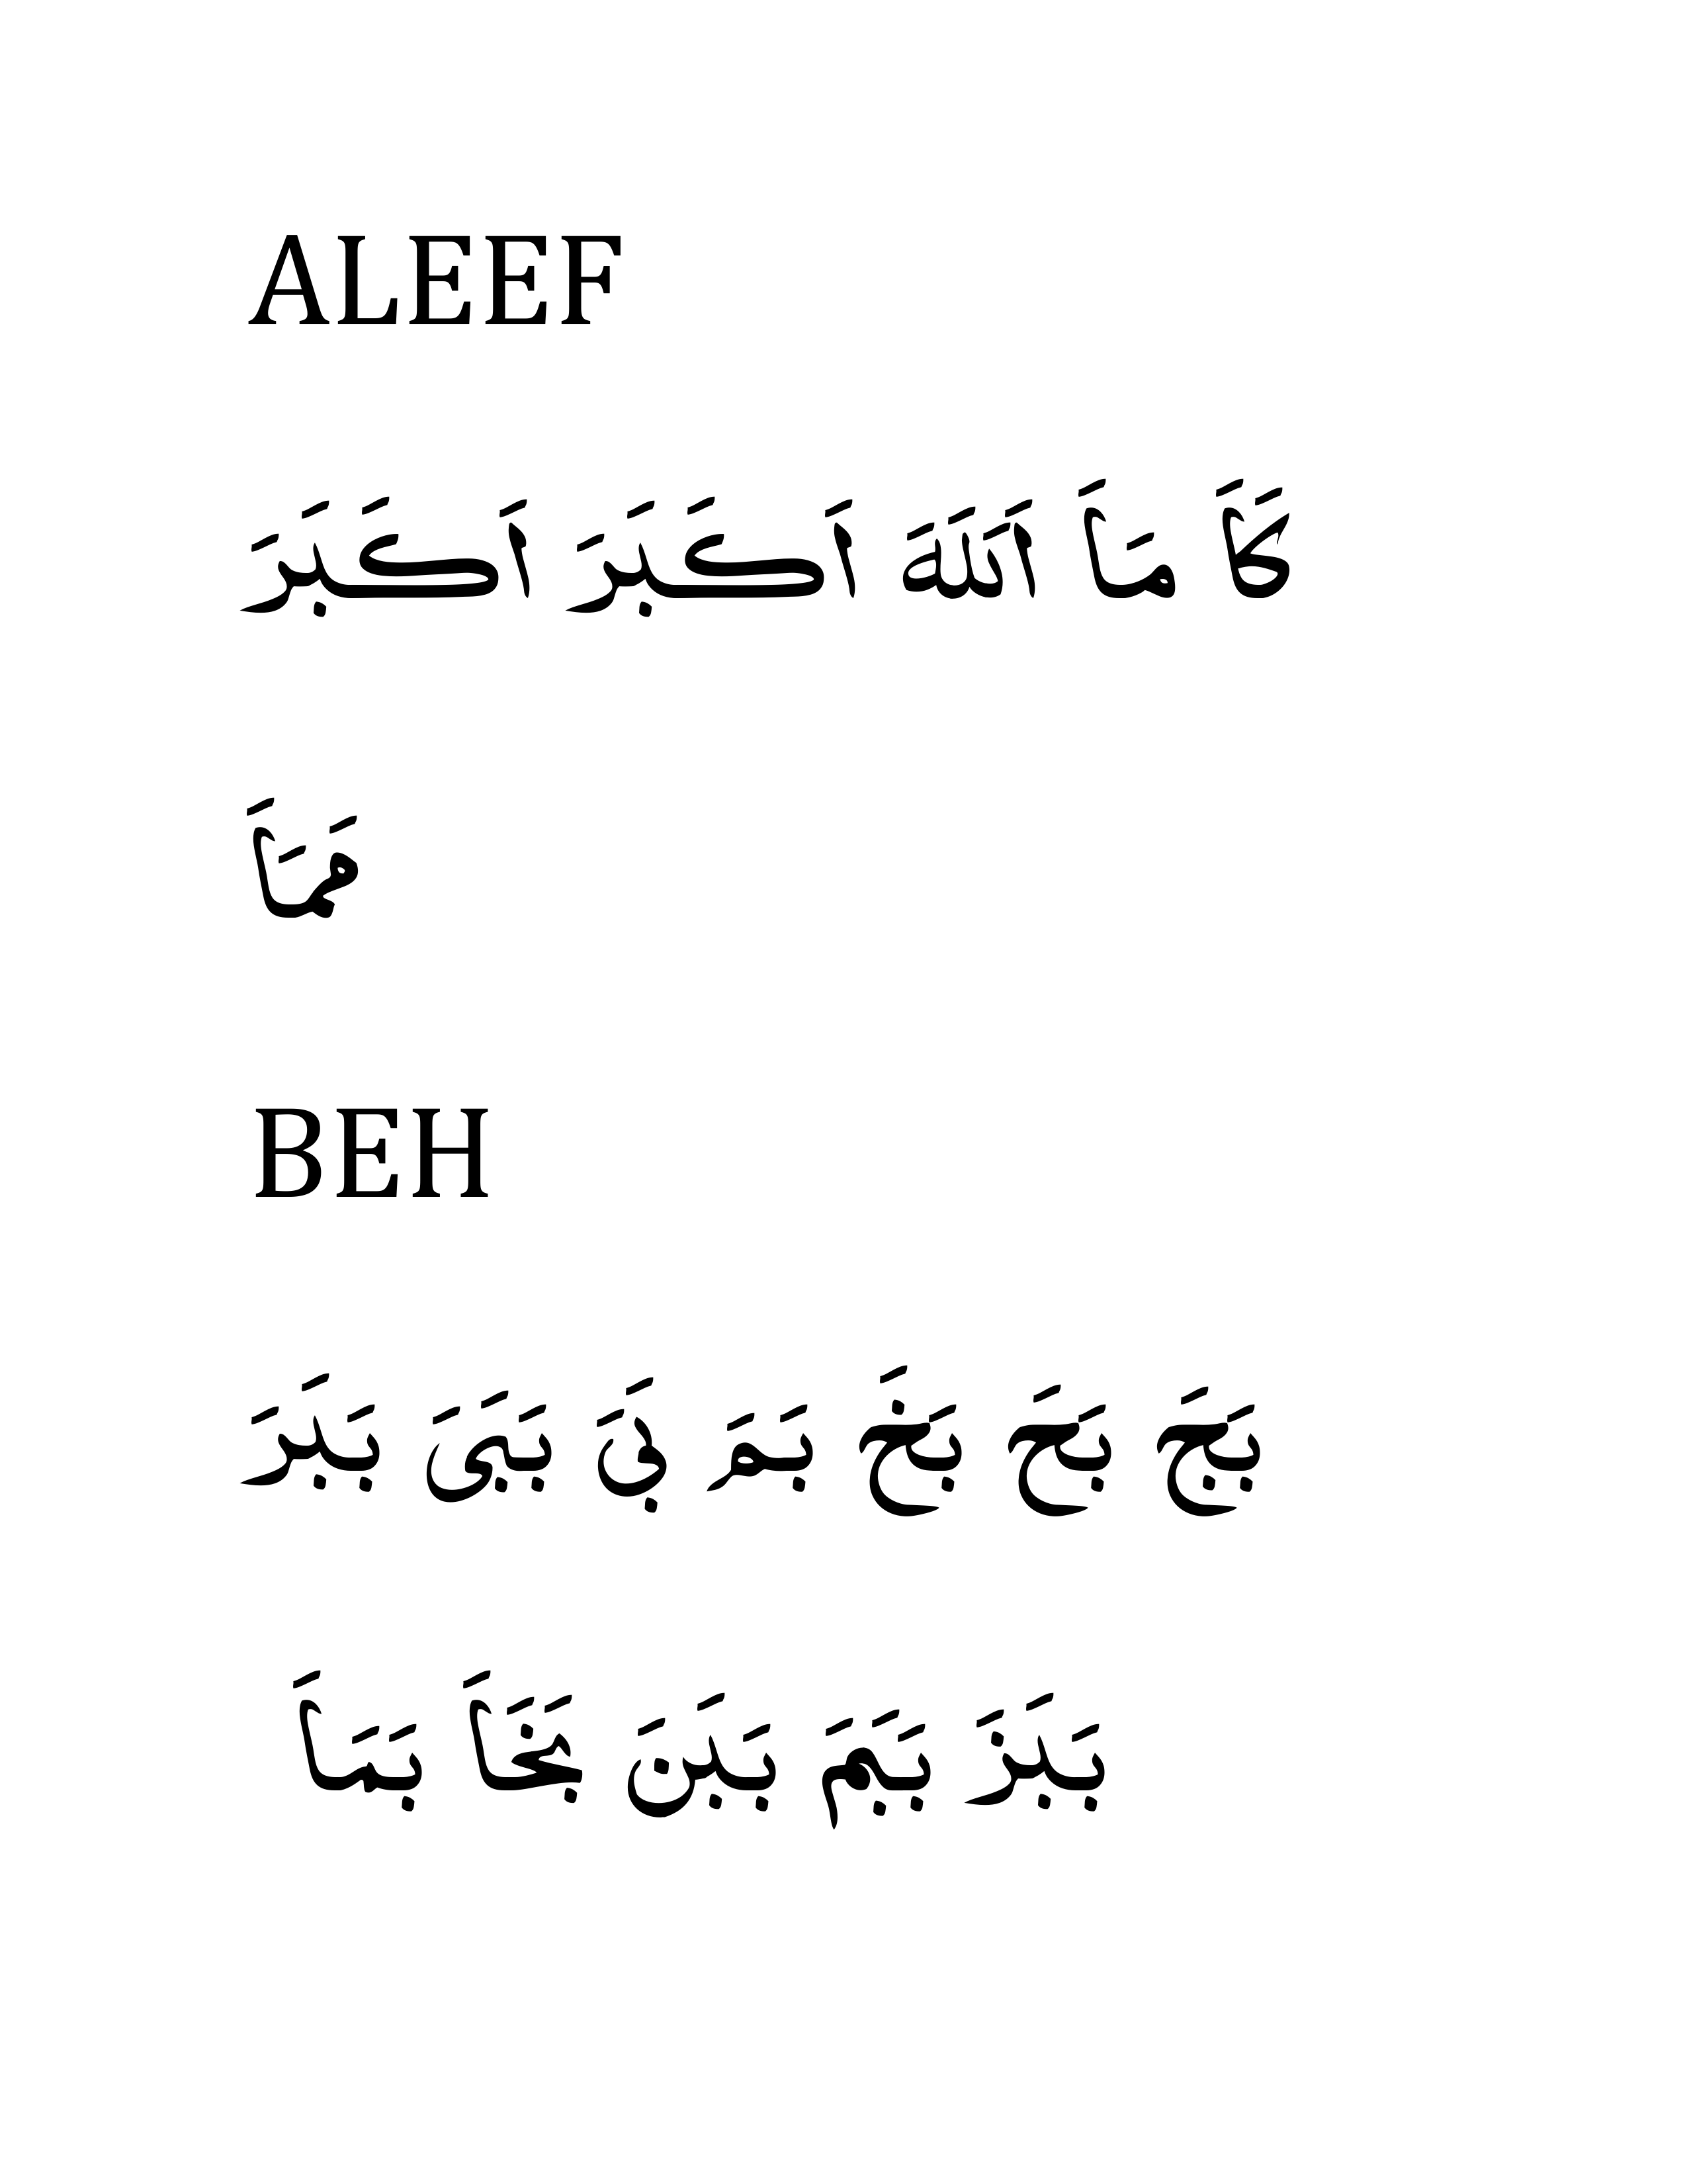 ALEEF
كَاَ مَاَ اَلَلَهَ اَكَبَرَ اَكَبَرَ
مَمَاَ
BEH
بَجَ بَحَ بَخَ بَمَ بَىَ بَبَىَ بَبَرَ
بَبَزَ بَبَمَ بَبَنَ بَخَاَ بَمَاَ